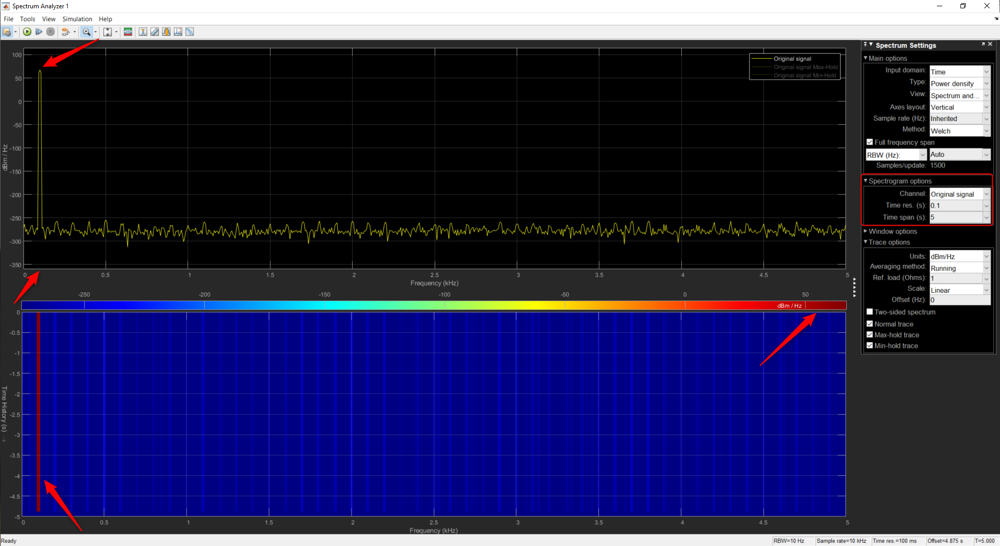 Spectrum Analyzer 1
File Tools View Simulation Help
100
50
0
-50
-100
-150
-200
-250
-300
-350
dBm / Hz
Original signal
Original signal Max-Hold
Original signal Min-Hold
0 0.5 1 1.5 2 2.5 3 3.5 4 4.5 5
Frequency (kHz)
-250 -200 -150 -100 -50 0 50
dBm / Hz
0
-0.5
-1
-1.5
-2
-2.5
-3
-3.5
-4
-4.5
-5
Time History (s) →
0 0.5 1 1.5 2 2.5 3 3.5 4 4.5 5
Frequency (kHz)
Spectrum Settings
Main options
Input domain: Time
Type: Power density
View: Spectrum and...
Axes layout: Vertical
Sample rate (Hz): Inherited
Method: Welch
Full frequency span
RBW (Hz): Auto
Samples/update: 1500
Spectrogram options
Channel: Original signal
Time res. (s): 0.1
Time span (s): 5
Window options
Trace options
Units: dBm/Hz
Averaging method: Running
Ref. load (Ohms): 1
Scale: Linear
Offset (Hz): 0
Two-sided spectrum
Normal trace
Max-hold trace
Min-hold trace
Ready
RBW=10 Hz Sample rate=10 kHz Time res.=100 ms Offset=4.875 s T=5.000